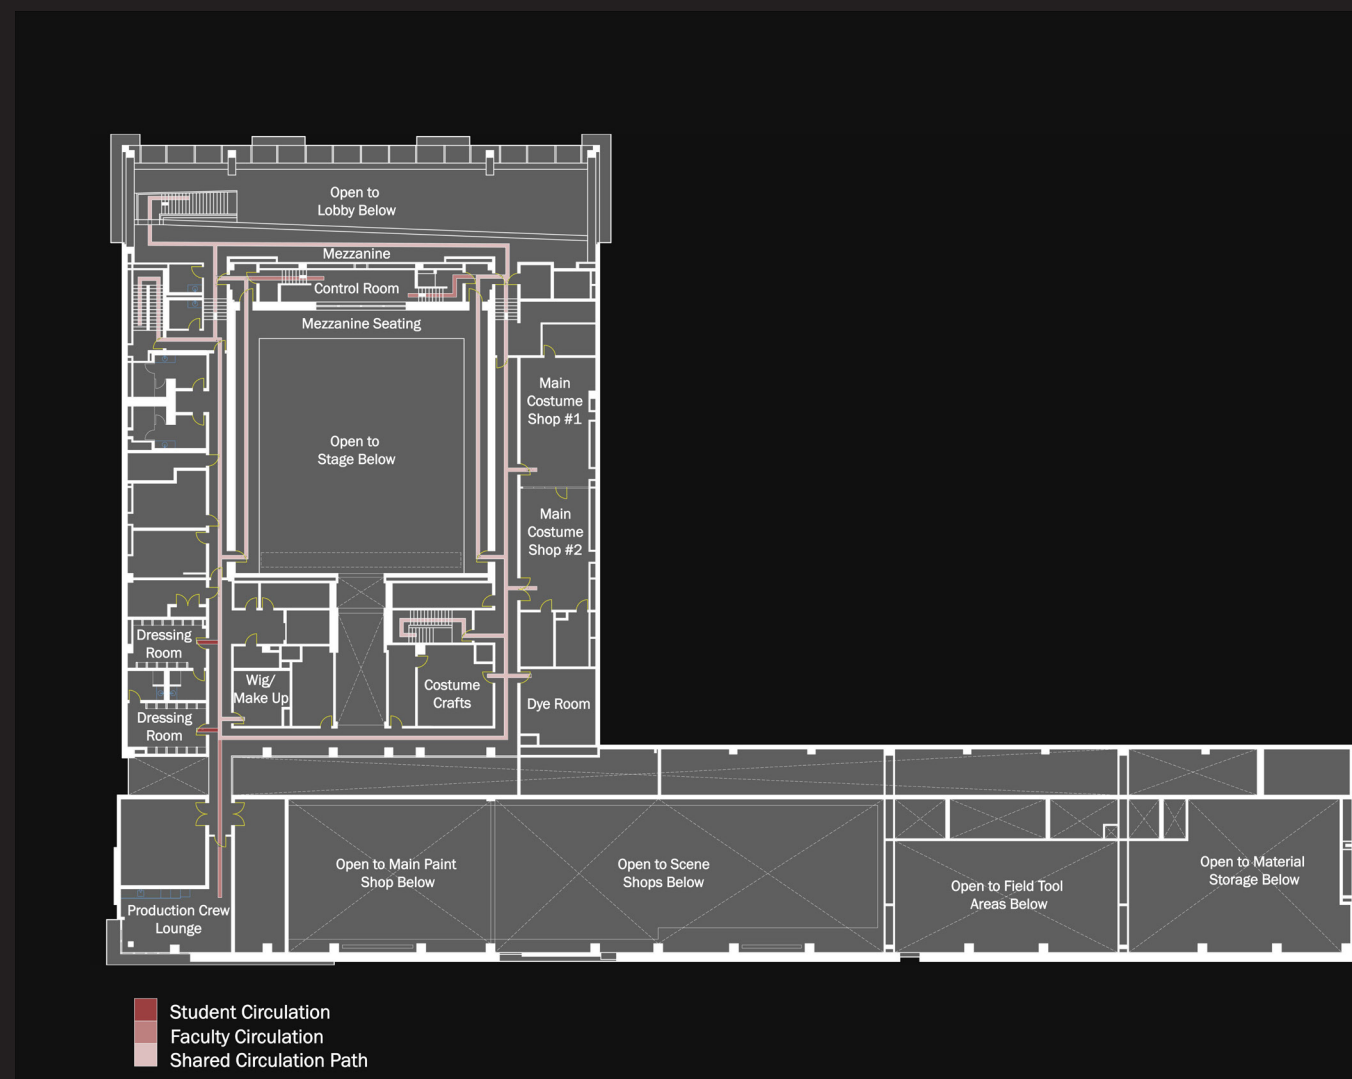 Open to
Lobby Below
Mezzanine
Control Room
Mezzanine Seating
Main
Costume
Shop #1
Open to
Stage Below
Main
Costume
Shop #2
Dressing
Room
Wig/
Make Up
Costume
Crafts
Dye Room
Dressing
Room
Open to Main Paint
Shop Below
Open to Scene
Shops Below
Open to Field Tool
Areas Below
Open to Material
Storage Below
Production Crew
Lounge
Student Circulation
Faculty Circulation
Shared Circulation Path